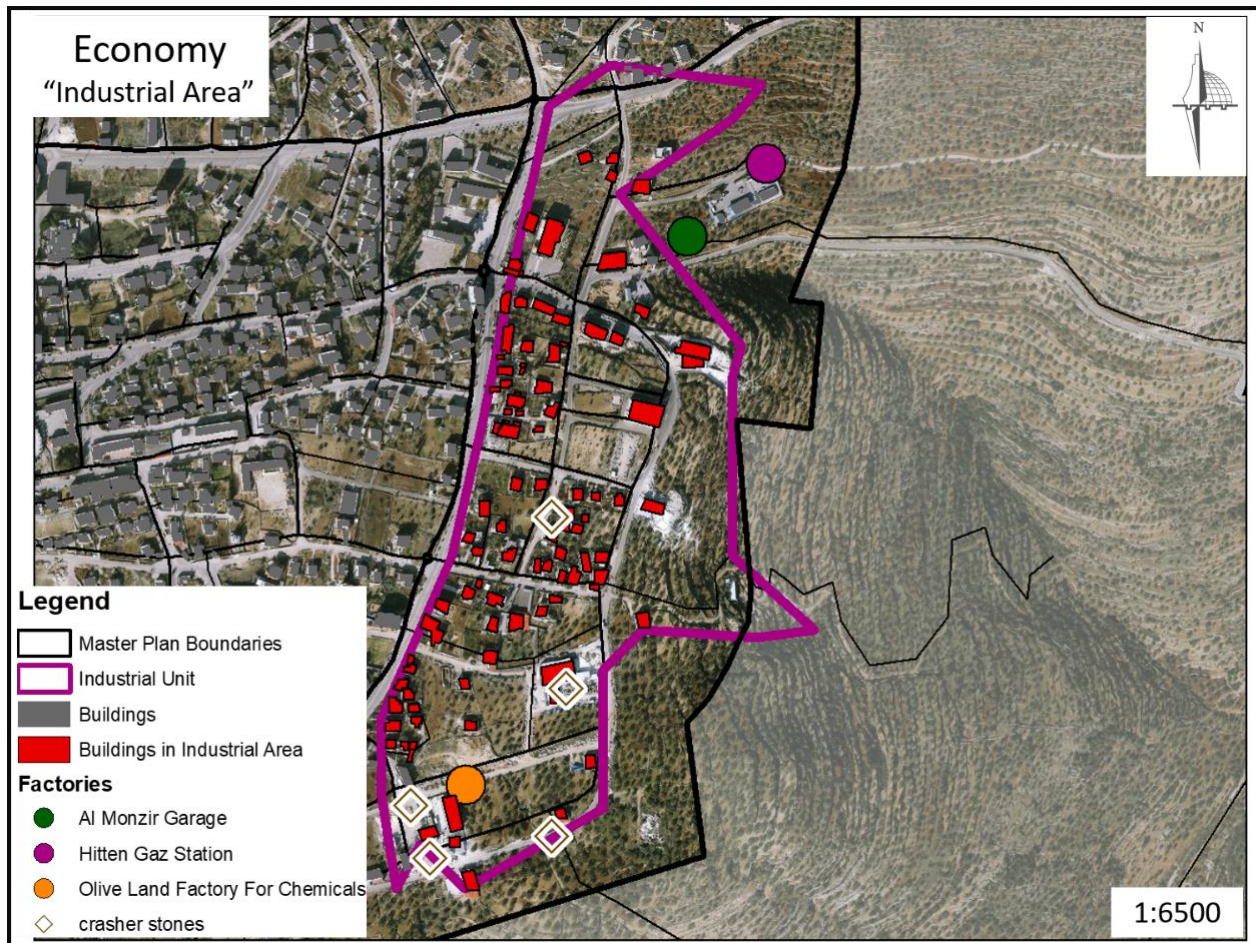 Economy
“Industrial Area”
N
Legend
Master Plan Boundaries
Industrial Unit
Buildings
Buildings in Industrial Area
Factories
Al Monzir Garage
Hitten Gaz Station
Olive Land Factory For Chemicals
crasher stones
1:6500